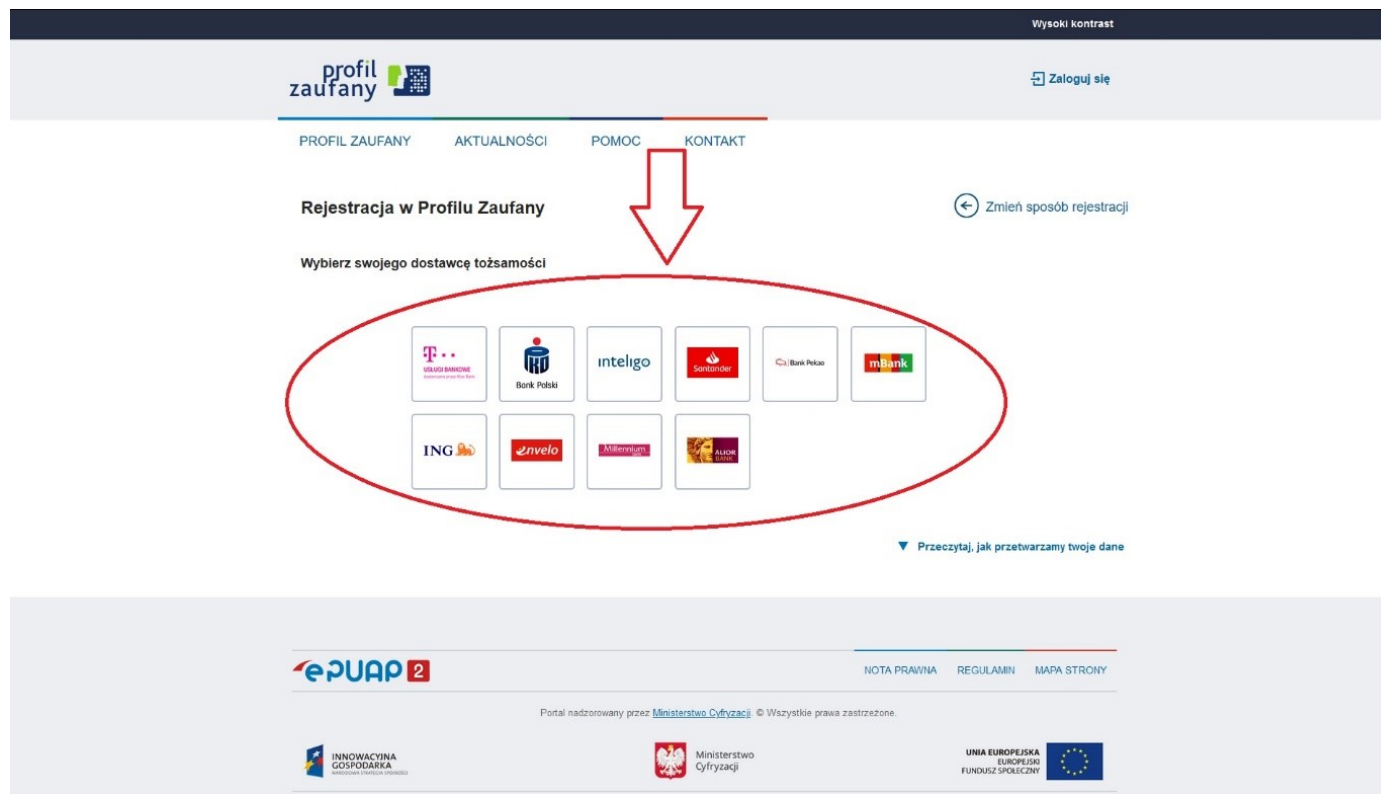 Wysoki kontrast
profil
zaufany
Zaloguj się
PROFIL ZAUFANY AKTUALNOŚCI POMOC KONTAKT
Rejestracja w Profilu Zaufany
Zmień sposób rejestracji
Wybierz swojego dostawcę tożsamości
T
USŁUGI BANKOWE
Bank Polski
inteligo
Santander
Bank Pekao
mBank
ING
envelo
Millennium
ALIOR
BANK
Przeczytaj, jak przetwarzamy twoje dane
ePUAP 2
NOTA PRAWNA REGULAMIN MAPA STRONY
Portal nadzorowany przez Ministerstwo Cyfryzacji. © Wszystkie prawa zastrzeżone.
INNOWACYJNA
GOSPODARKA
NARODOWA STRATEGIA SPÓJNOŚCI
Ministerstwo
Cyfryzacji
UNIA EUROPEJSKA
EUROPEJSKI
FUNDUSZ SPOŁECZNY